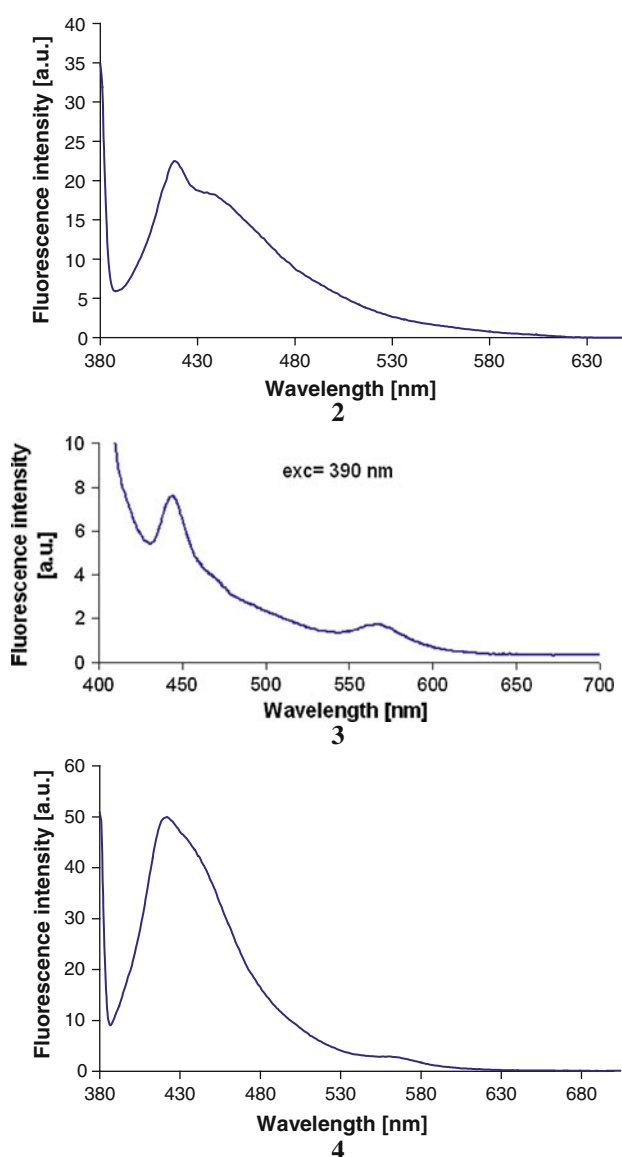 Fluorescence intensity [a.u.]
40
35
30
25
20
15
10
5
0
380 430 480 530 580 630
Wavelength [nm]
2
Fluorescence intensity
[a.u.]
10
8
6
4
2
0
exc= 390 nm
400 450 500 550 600 650 700
Wavelength [nm]
3
Fluorescence intensity [a.u.]
60
50
40
30
20
10
0
380 430 480 530 580 630 680
Wavelength [nm]
4